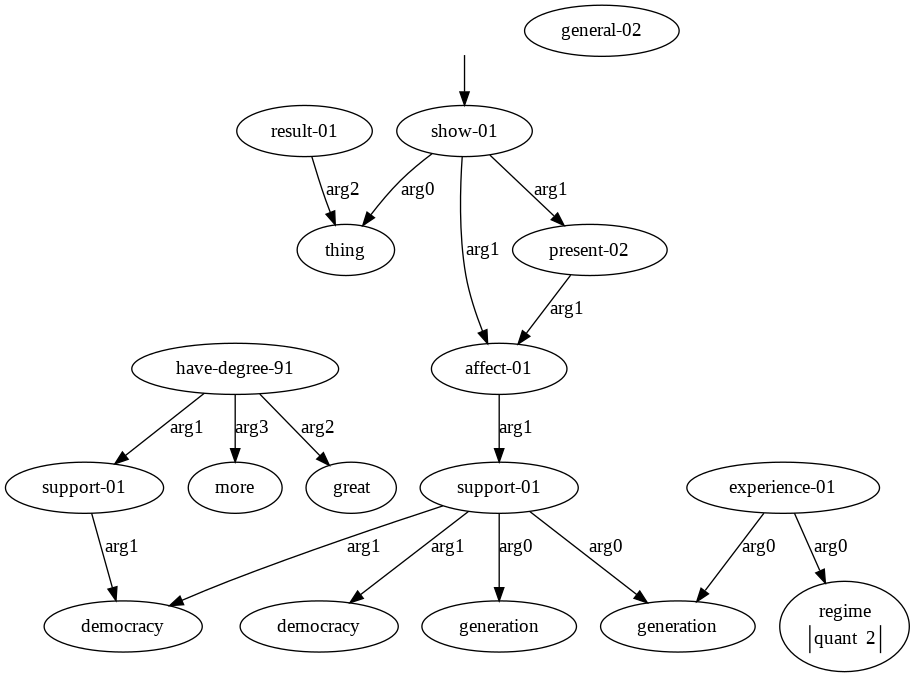 general-02
result-01
show-01
arg2
arg0
arg1
thing
arg1
present-02
arg1
have-degree-91
affect-01
arg1
arg3
arg2
arg1
support-01
more
great
support-01
experience-01
arg1
arg1
arg1
arg0
arg0
arg0
arg0
democracy
democracy
generation
generation
regime
quant 2